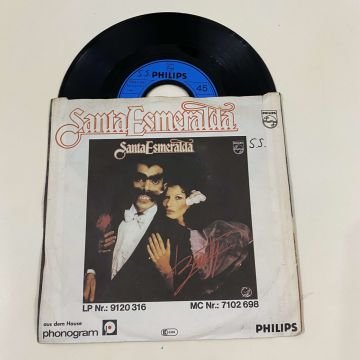 S.S.
PHILIPS
45
Santa Esmeralda
PHILIPS
S.S.
Santa Esmeralda
LP Nr.: 9120 316
MC Nr.: 7102 698
aus dem Hause
phonogram
PHILIPS